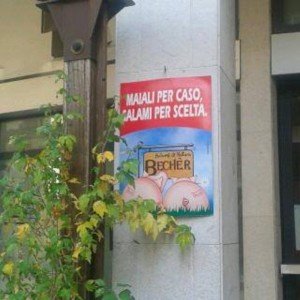 MAIALI PER CASO,
SALAMI PER SCELTA.
BECHER